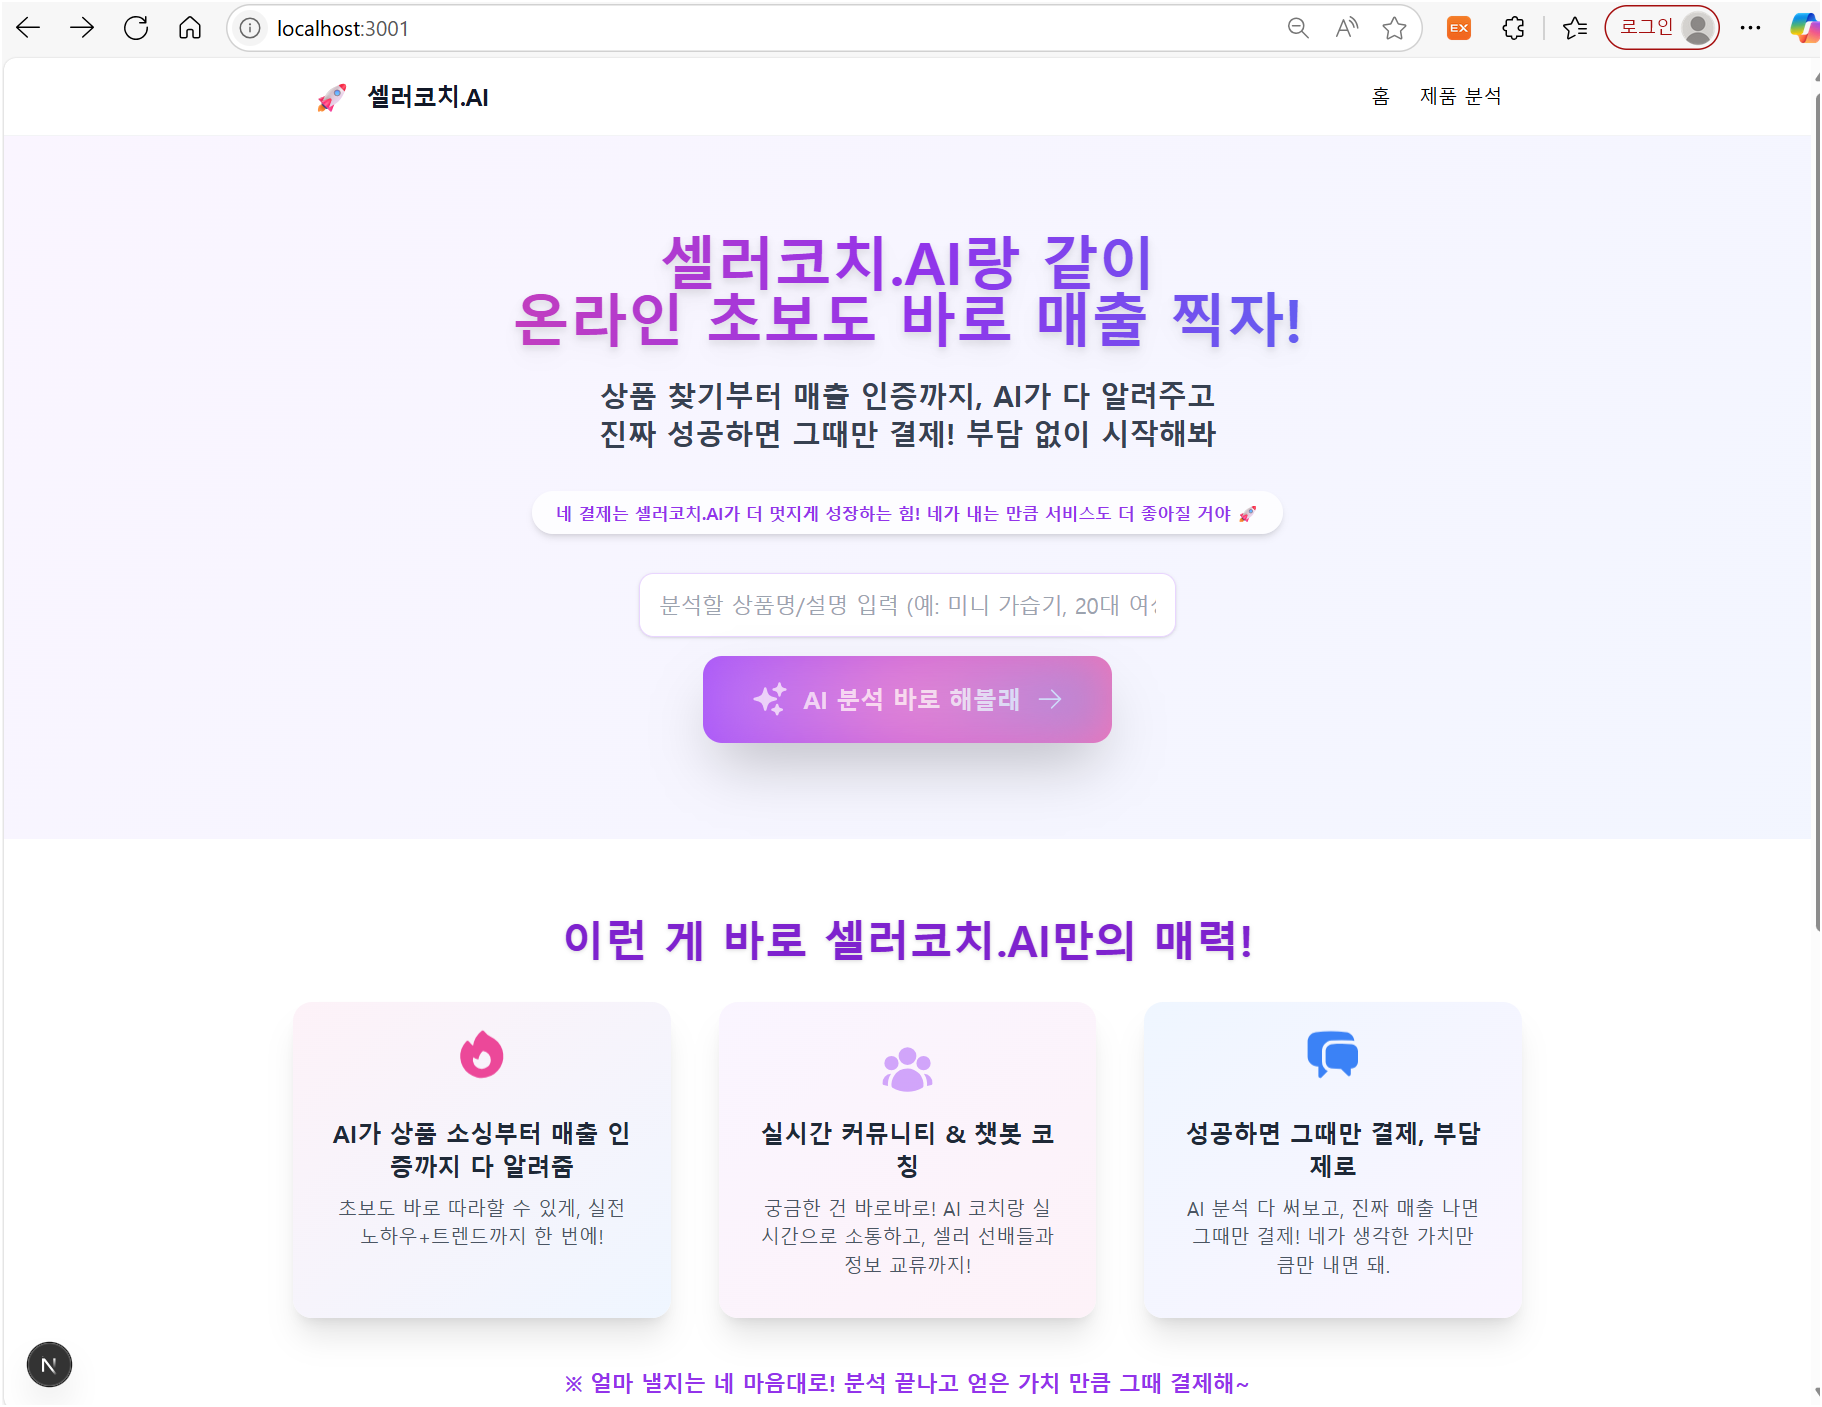 localhost:3001
EX
로그인
셀러코치.AI
홈
제품 분석
셀러코치.AI랑 같이
온라인 초보도 바로 매출 찍자!
상품 찾기부터 매출 인증까지, AI가 다 알려주고
진짜 성공하면 그때만 결제! 부담 없이 시작해봐
네 결제는 셀러코치.AI가 더 멋지게 성장하는 힘! 네가 내는 만큼 서비스도 더 좋아질 거야
분석할 상품명/설명 입력 (예: 미니 가습기, 20대 여
AI 분석 바로 해볼래
이런 게 바로 셀러코치.AI만의 매력!
AI가 상품 소싱부터 매출 인
증까지 다 알려줌
초보도 바로 따라할 수 있게, 실전
노하우+트렌드까지 한 번에!
실시간 커뮤니티 & 챗봇 코
칭
궁금한 건 바로바로! AI 코치랑 실
시간으로 소통하고, 셀러 선배들과
정보 교류까지!
성공하면 그때만 결제, 부담
제로
AI 분석 다 써보고, 진짜 매출 나면
그때만 결제! 네가 생각한 가치만
큼만 내면 돼.
N
※ 얼마 낼지는 네 마음대로! 분석 끝나고 얻은 가치 만큼 그때 결제해~